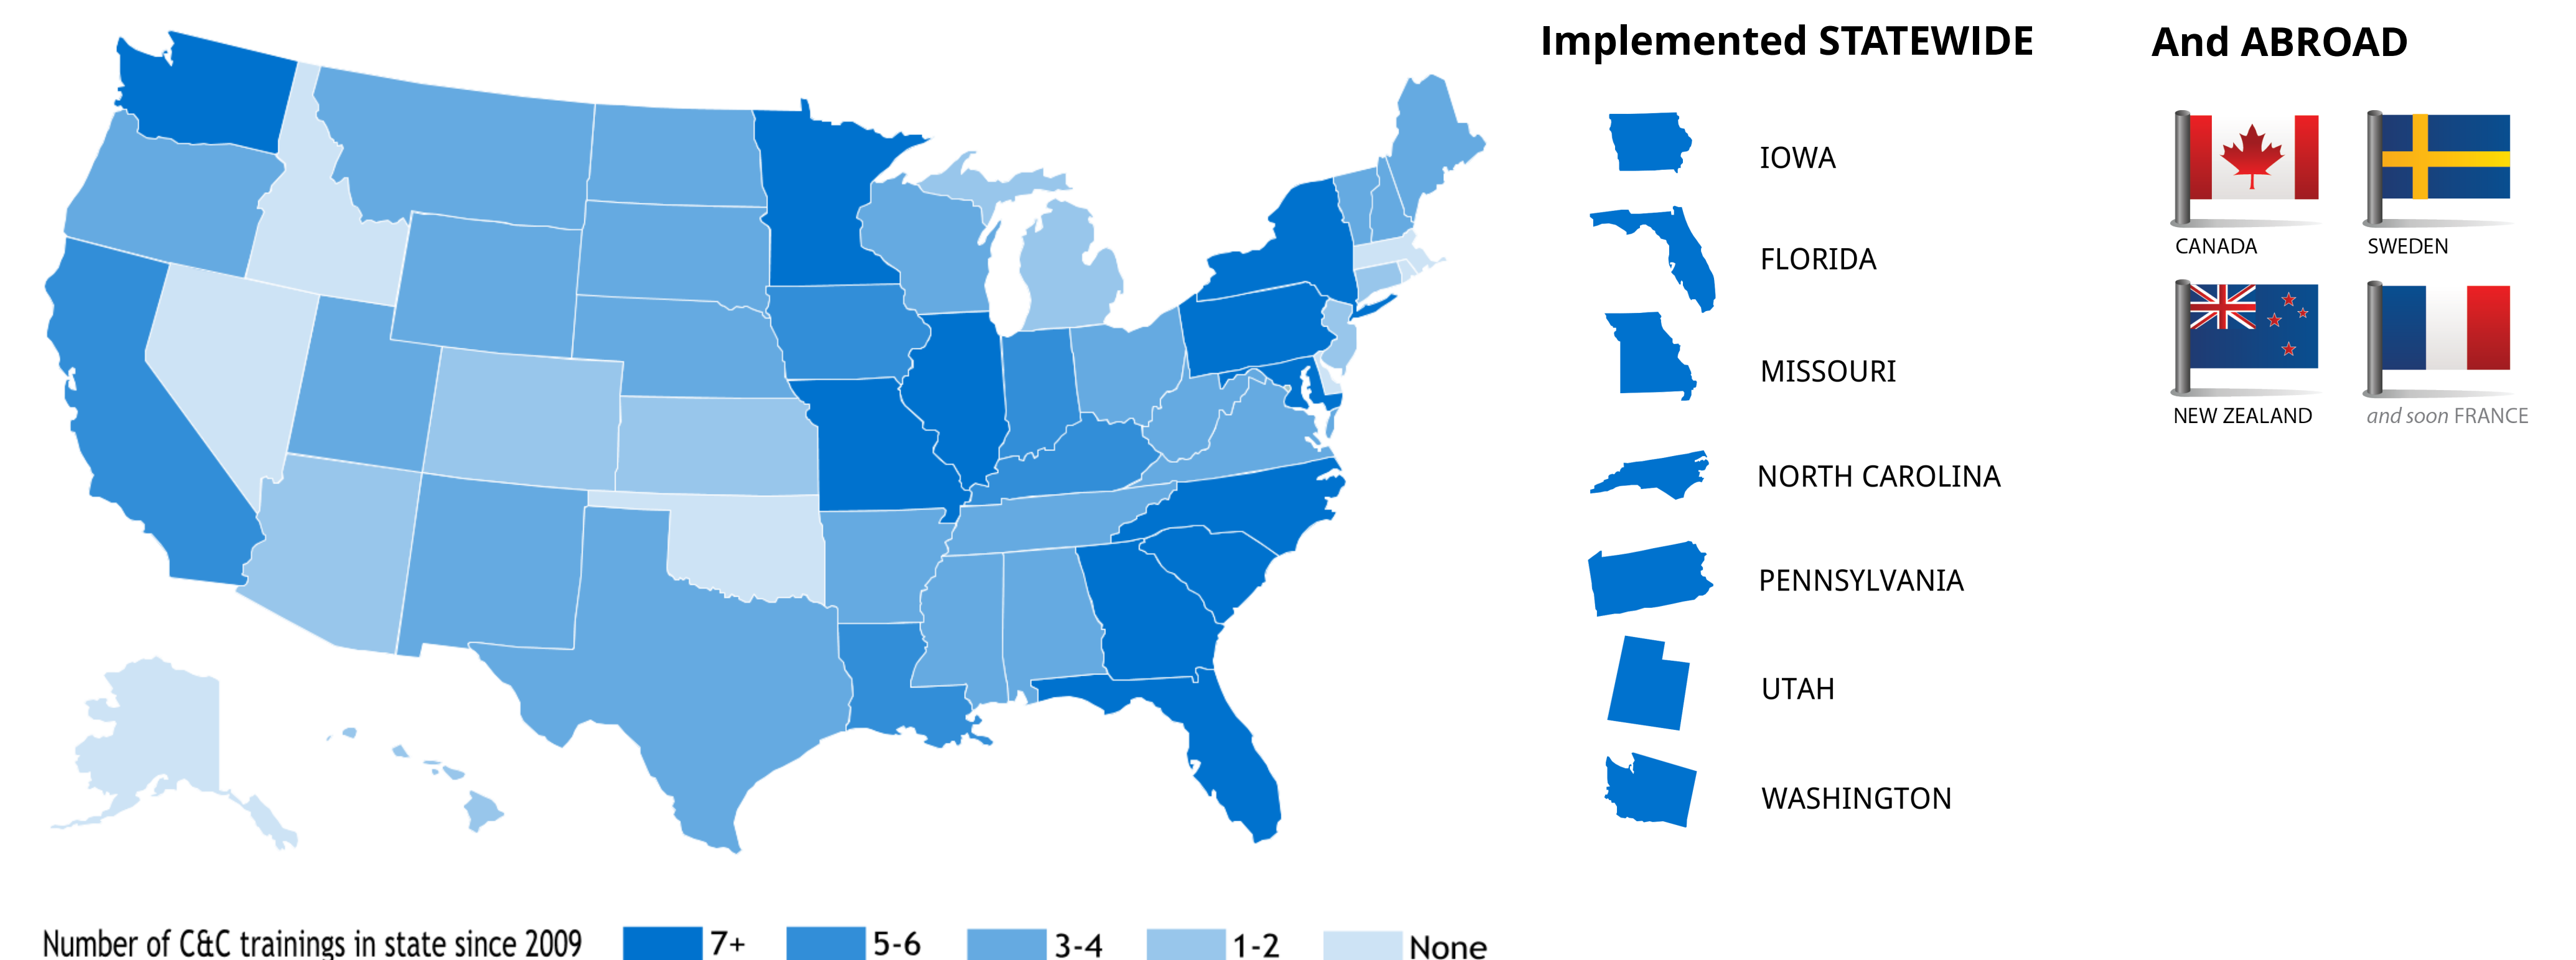 Implemented STATEWIDE
And ABROAD
IOWA
FLORIDA
MISSOURI
NORTH CAROLINA
PENNSYLVANIA
UTAH
WASHINGTON
CANADA
SWEDEN
NEW ZEALAND
and soon FRANCE
Number of C&C trainings in state since 2009
7+
5-6
3-4
1-2
None